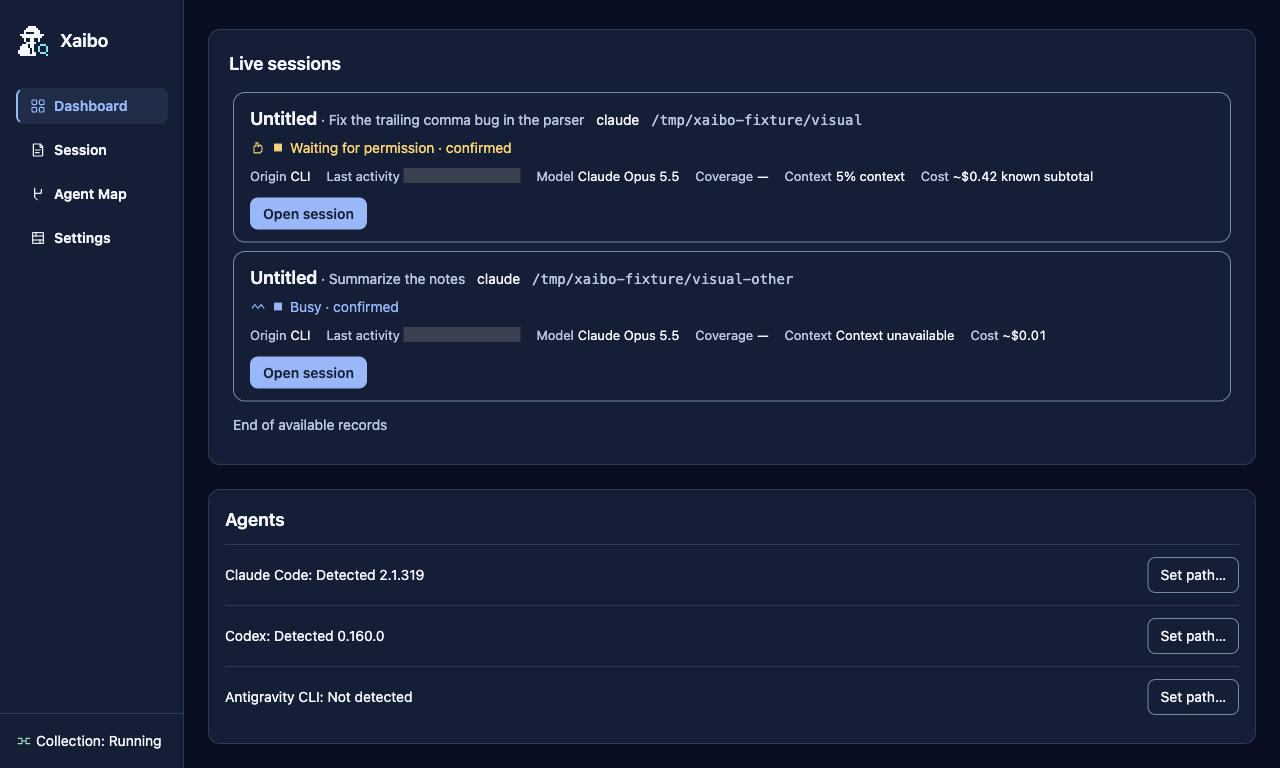 Xaibo
Dashboard
Session
Agent Map
Settings
Collection: Running
Live sessions
Untitled · Fix the trailing comma bug in the parser claude /tmp/xaibo-fixture/visual
Waiting for permission · confirmed
Origin CLI Last activity Model Claude Opus 5.5 Coverage — Context 5% context Cost ~$0.42 known subtotal
Open session
Untitled · Summarize the notes claude /tmp/xaibo-fixture/visual-other
Busy · confirmed
Origin CLI Last activity Model Claude Opus 5.5 Coverage — Context Context unavailable Cost ~$0.01
Open session
End of available records
Agents
Claude Code: Detected 2.1.319 Set path...
Codex: Detected 0.160.0 Set path...
Antigravity CLI: Not detected Set path...